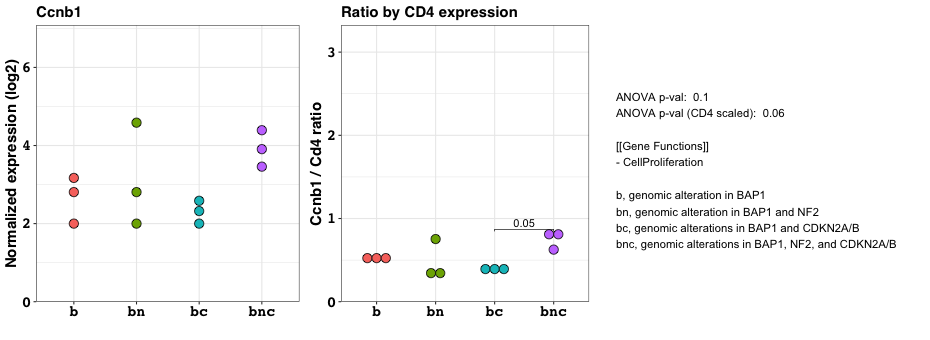 Ccnb1
Normalized expression (log2)
6
4
2
0
b bn bc bnc
Ratio by CD4 expression
Ccnb1 / Cd4 ratio
3
2
1
0
0.05
b bn bc bnc
ANOVA p-val: 0.1
ANOVA p-val (CD4 scaled): 0.06
[[Gene Functions]]
- CellProliferation
b, genomic alteration in BAP1
bn, genomic alteration in BAP1 and NF2
bc, genomic alterations in BAP1 and CDKN2A/B
bnc, genomic alterations in BAP1, NF2, and CDKN2A/B